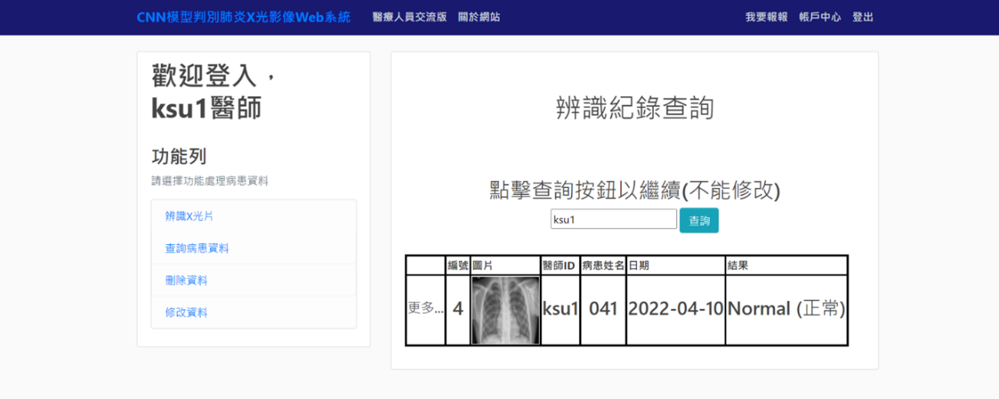 CNN模型判別肺炎X光影像Web系統 醫療人員交流版 關於網站 我要報報 帳戶中心 登出
歡迎登入，
ksu1醫師
功能列
請選擇功能處理病患資料
辨識X光片
查詢病患資料
刪除資料
修改資料
辨識紀錄查詢
點擊查詢按鈕以繼續(不能修改)
ksu1 查詢
編號 圖片 醫師ID 病患姓名 日期 結果
更多... 4 ksu1 041 2022-04-10 Normal (正常)